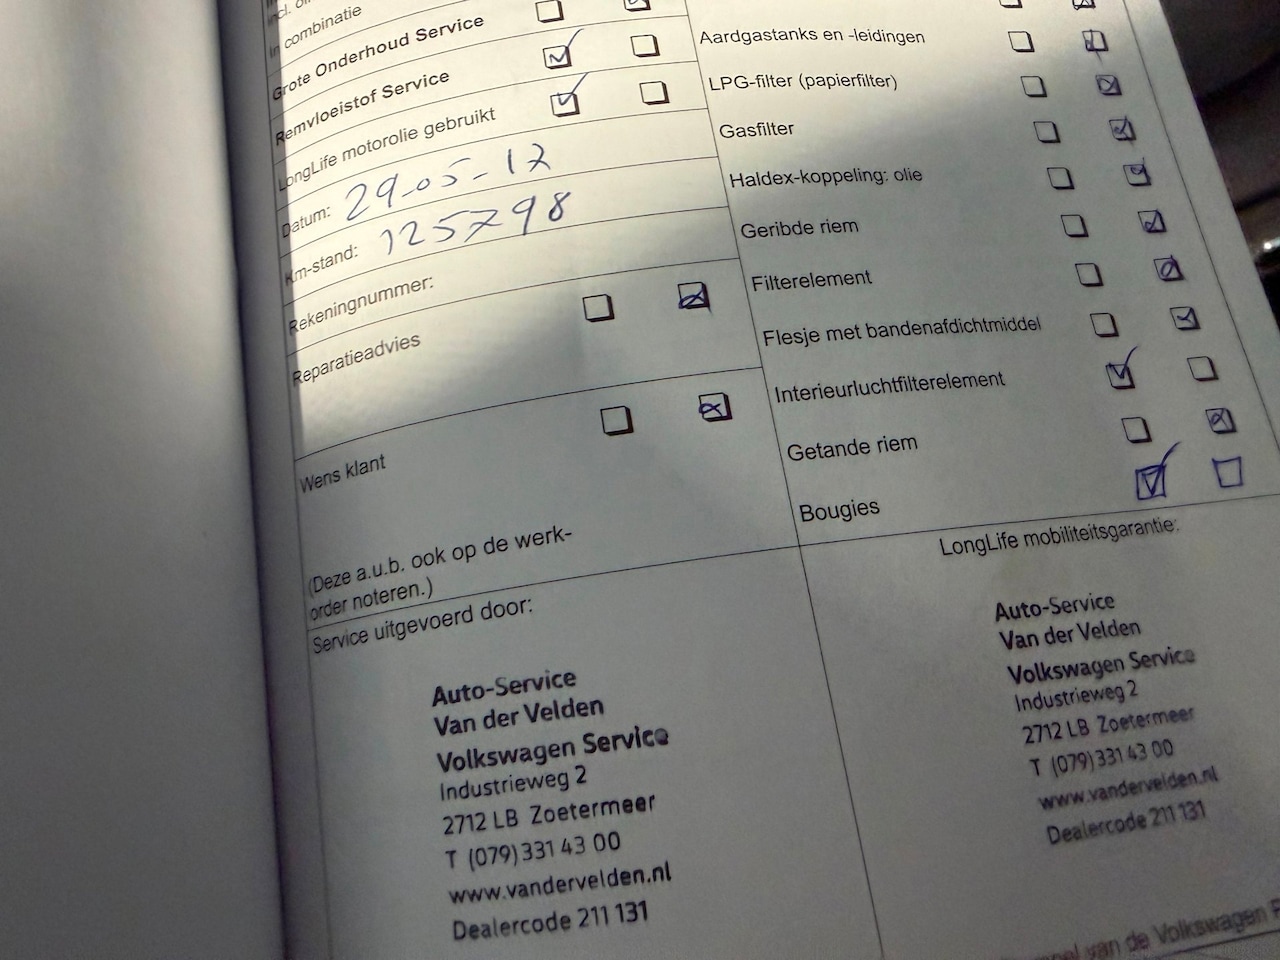 incl.
In combinatie
Grote Onderhoud Service
Remvloeistof Service
LongLife motorolie gebruikt
Datum: 29-05-12
Km-stand: 125798
Rekeningnummer:
Reparatieadvies
Wens klant
(Deze a.u.b. ook op de werk-
order noteren.)
Service uitgevoerd door:
Auto-Service
Van der Velden
Volkswagen Service
Industrieweg 2
2712 LB Zoetermeer
T (079) 331 43 00
www.vandervelden.nl
Dealercode 211 131
Aardgastanks en -leidingen
LPG-filter (papierfilter)
Gasfilter
Haldex-koppeling: olie
Geribde riem
Filterelement
Flesje met bandenafdichtmiddel
Interieurluchtfilterelement
Getande riem
Bougies
LongLife mobiliteitsgarantie:
Auto-Service
Van der Velden
Volkswagen Service
Industrieweg 2
2712 LB Zoetermeer
T (079) 331 43 00
www.vandervelden.nl
Dealercode 211 131
van de Volkswagen